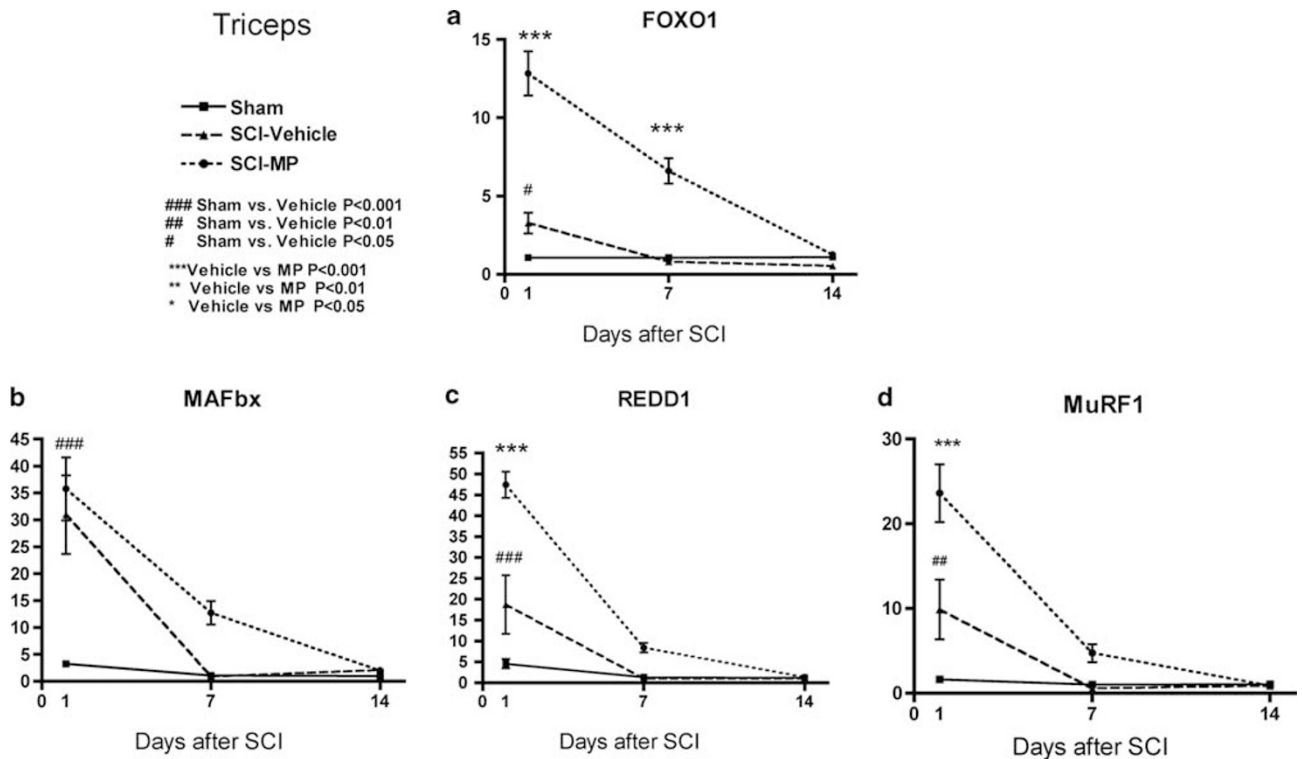 Triceps
Sham
SCI-Vehicle
SCI-MP
### Sham vs. Vehicle P<0.001
## Sham vs. Vehicle P<0.01
# Sham vs. Vehicle P<0.05
***Vehicle vs MP P<0.001
** Vehicle vs MP P<0.01
* Vehicle vs MP P<0.05
a FOXO1
15
10
5
0
***
***
#
0 1 7 14
Days after SCI
b MAFbx
45
40
35
30
25
20
15
10
5
0
###
0 1 7 14
Days after SCI
c REDD1
55
50
45
40
35
30
25
20
15
10
5
0
***
###
0 1 7 14
Days after SCI
d MuRF1
30
20
10
0
***
##
0 1 7 14
Days after SCI